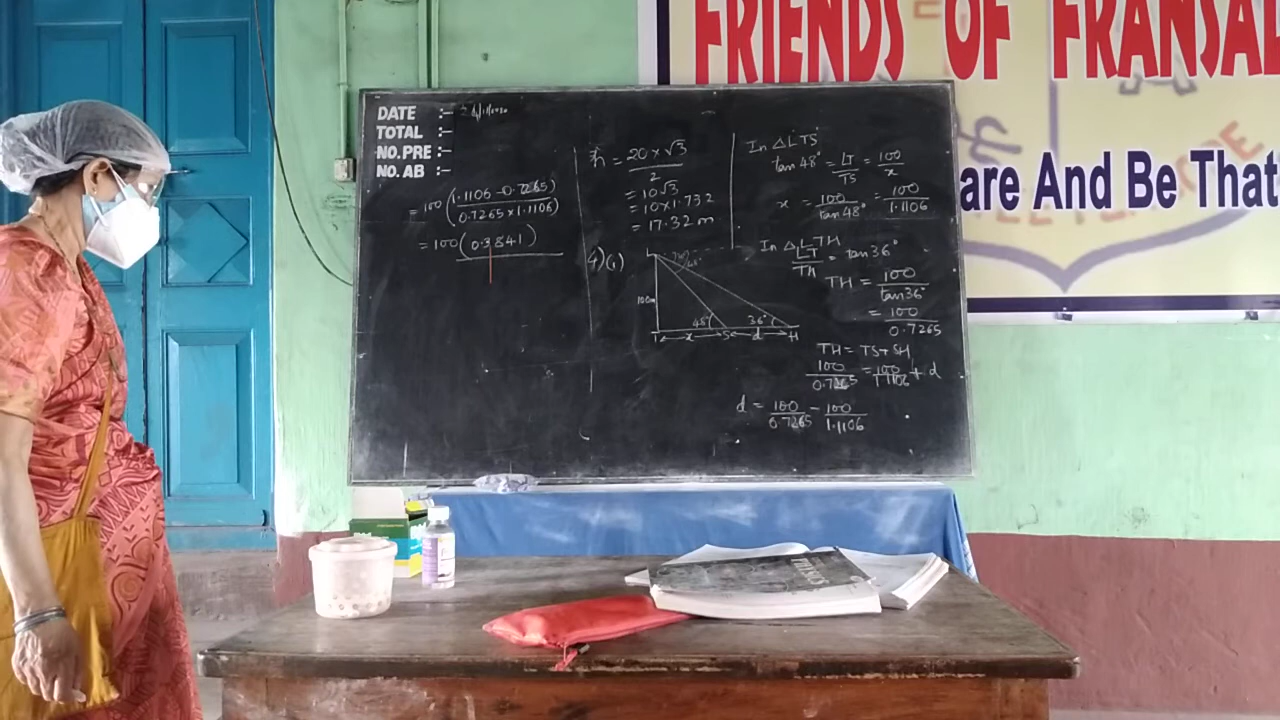 FRIENDS OF FRANSAL
are And Be That
DATE :-
TOTAL :-
NO.PRE :-
NO.AB :-
= 100 (1.1106 - 0.7265 / 0.7265 × 1.1106)
= 100 (0.3841
h = 20 × √3 / 2
= 10√3
= 10 × 1.732
= 17.32 m
4) (i)
L
100m
48° 36°
T x S d H
In △LTS
tan 48° = LT/TS = 100/x
x = 100/tan 48° = 100/1.1106
In △LTH
LT/TH = tan 36°
TH = 100/tan 36°
= 100/0.7265
TH = TS + SH
100/0.7265 = 100/1.1106 + d
d = 100/0.7265 - 100/1.1106
PHYSICS